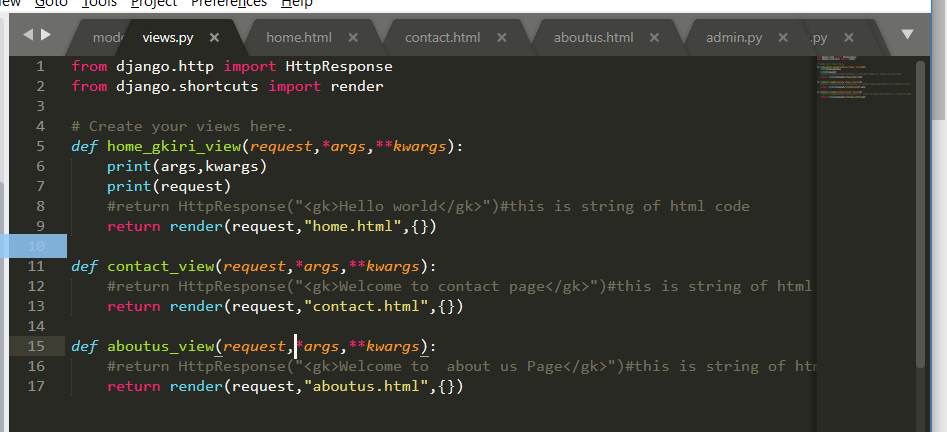 Goto Tools Project Preferences Help
views.py × home.html × contact.html × aboutus.html × admin.py × .py ×
1 from django.http import HttpResponse
2 from django.shortcuts import render
3
4 # Create your views here.
5 def home_gkiri_view(request,*args,**kwargs):
6 print(args,kwargs)
7 print(request)
8 #return HttpResponse("<gk>Hello world</gk>")#this is string of html code
9 return render(request,"home.html",{})
10
11 def contact_view(request,*args,**kwargs):
12 #return HttpResponse("<gk>Welcome to contact page</gk>")#this is string of html
13 return render(request,"contact.html",{})
14
15 def aboutus_view(request,*args,**kwargs):
16 #return HttpResponse("<gk>Welcome to  about us Page</gk>")#this is string of
17 return render(request,"aboutus.html",{})